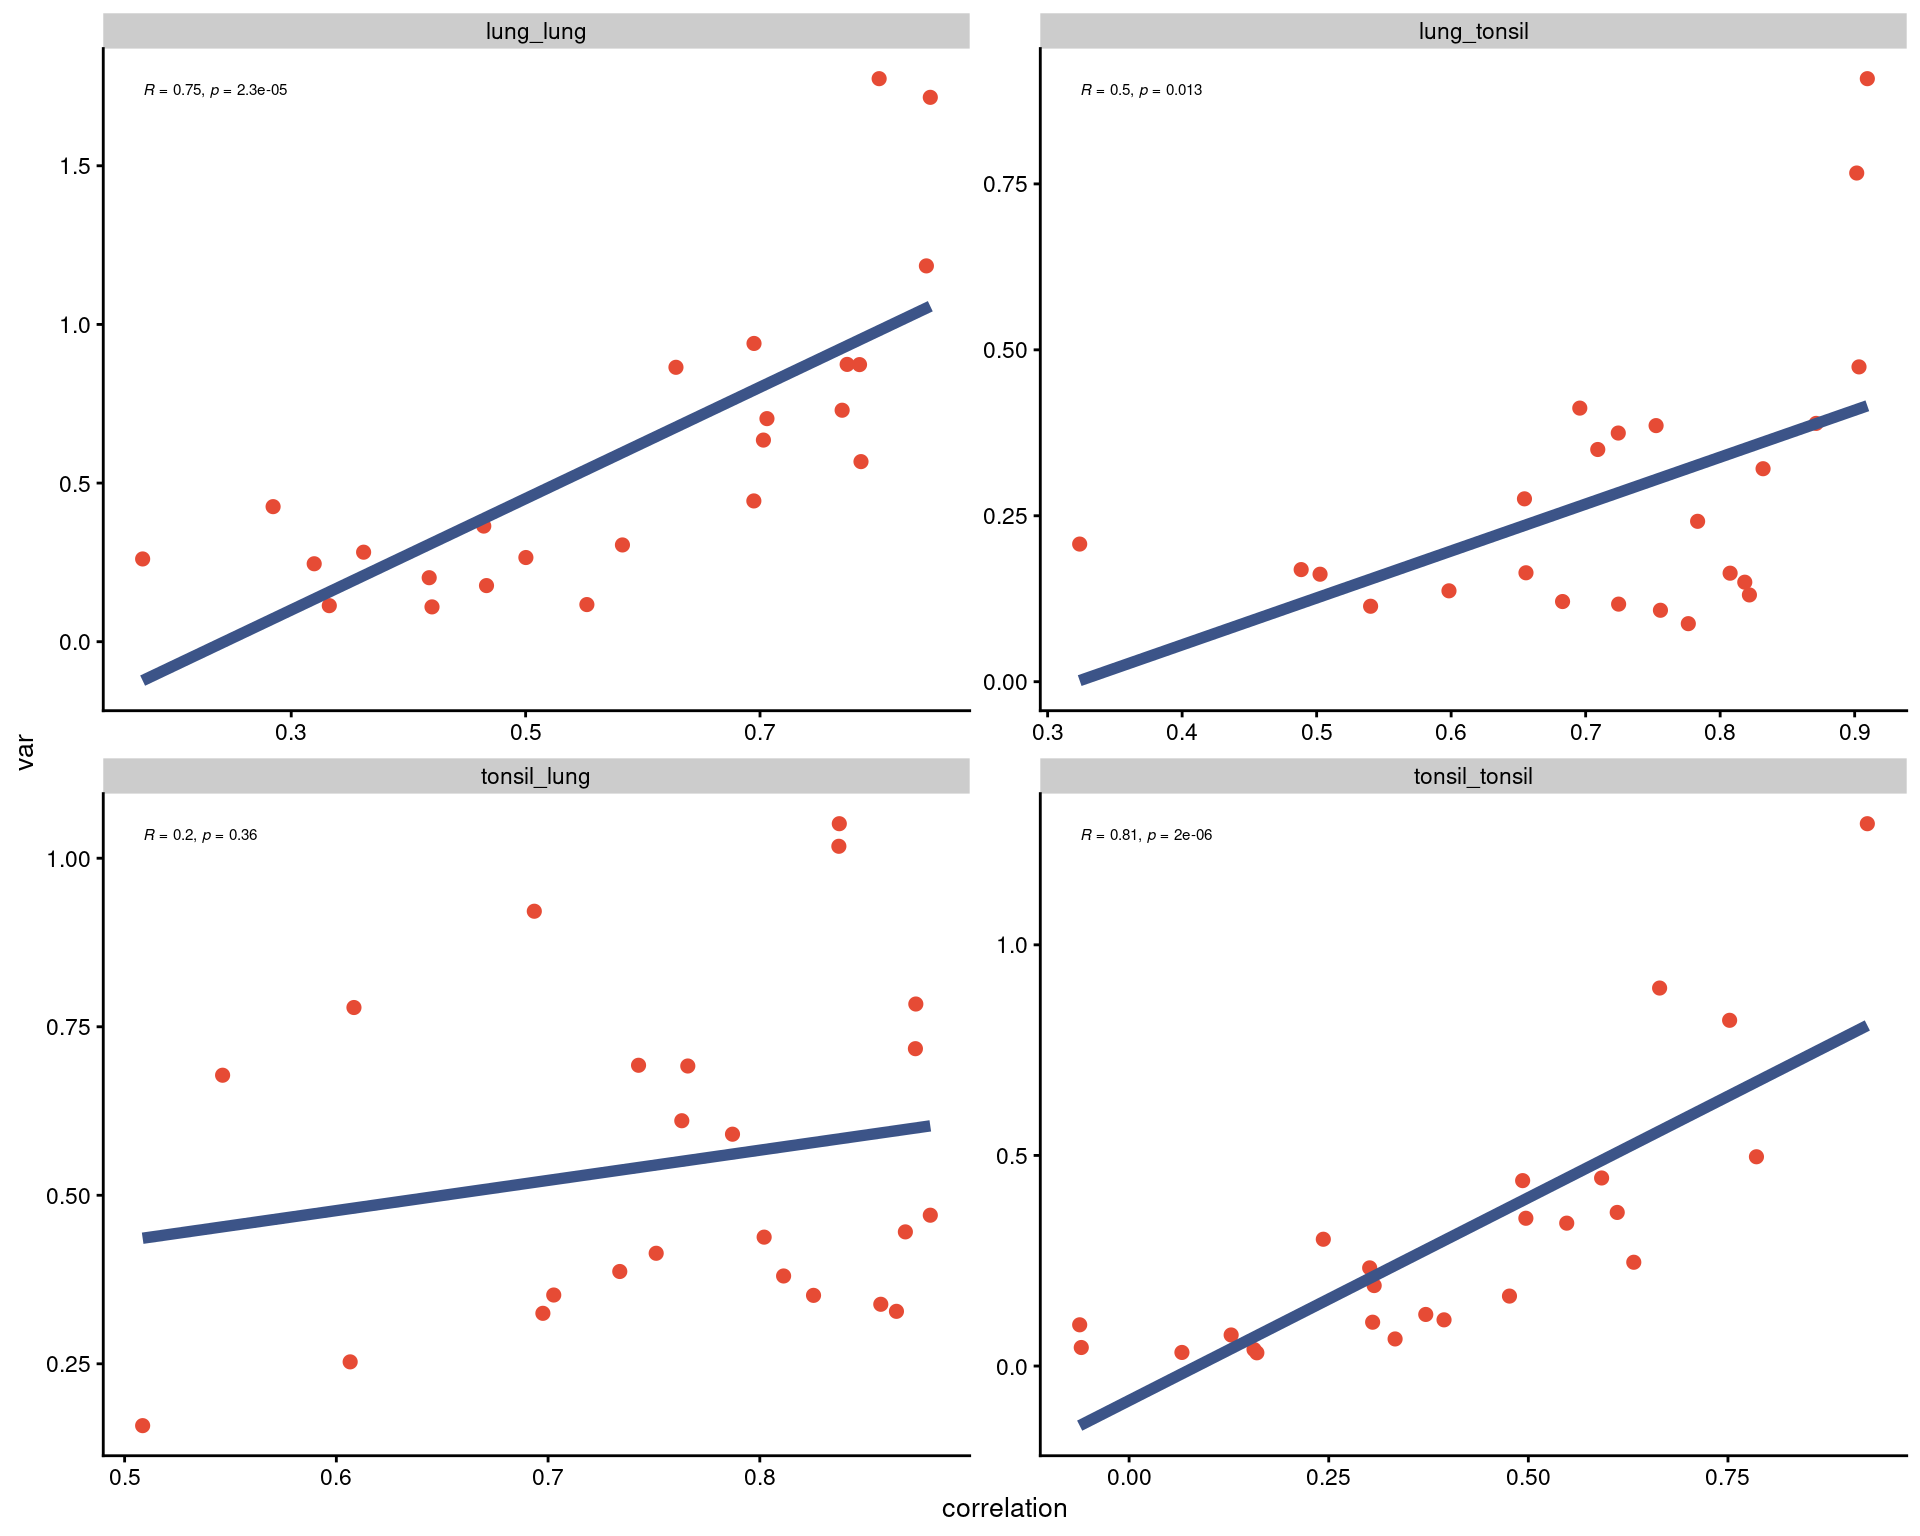 lung_lung
R = 0.75, p = 2.3e-05
1.5
1.0
0.5
0.0
0.3 0.5 0.7
lung_tonsil
R = 0.5, p = 0.013
0.75
0.50
0.25
0.00
0.3 0.4 0.5 0.6 0.7 0.8 0.9
var
tonsil_lung
R = 0.2, p = 0.36
1.00
0.75
0.50
0.25
0.5 0.6 0.7 0.8
tonsil_tonsil
R = 0.81, p = 2e-06
1.0
0.5
0.0
0.00 0.25 0.50 0.75
correlation